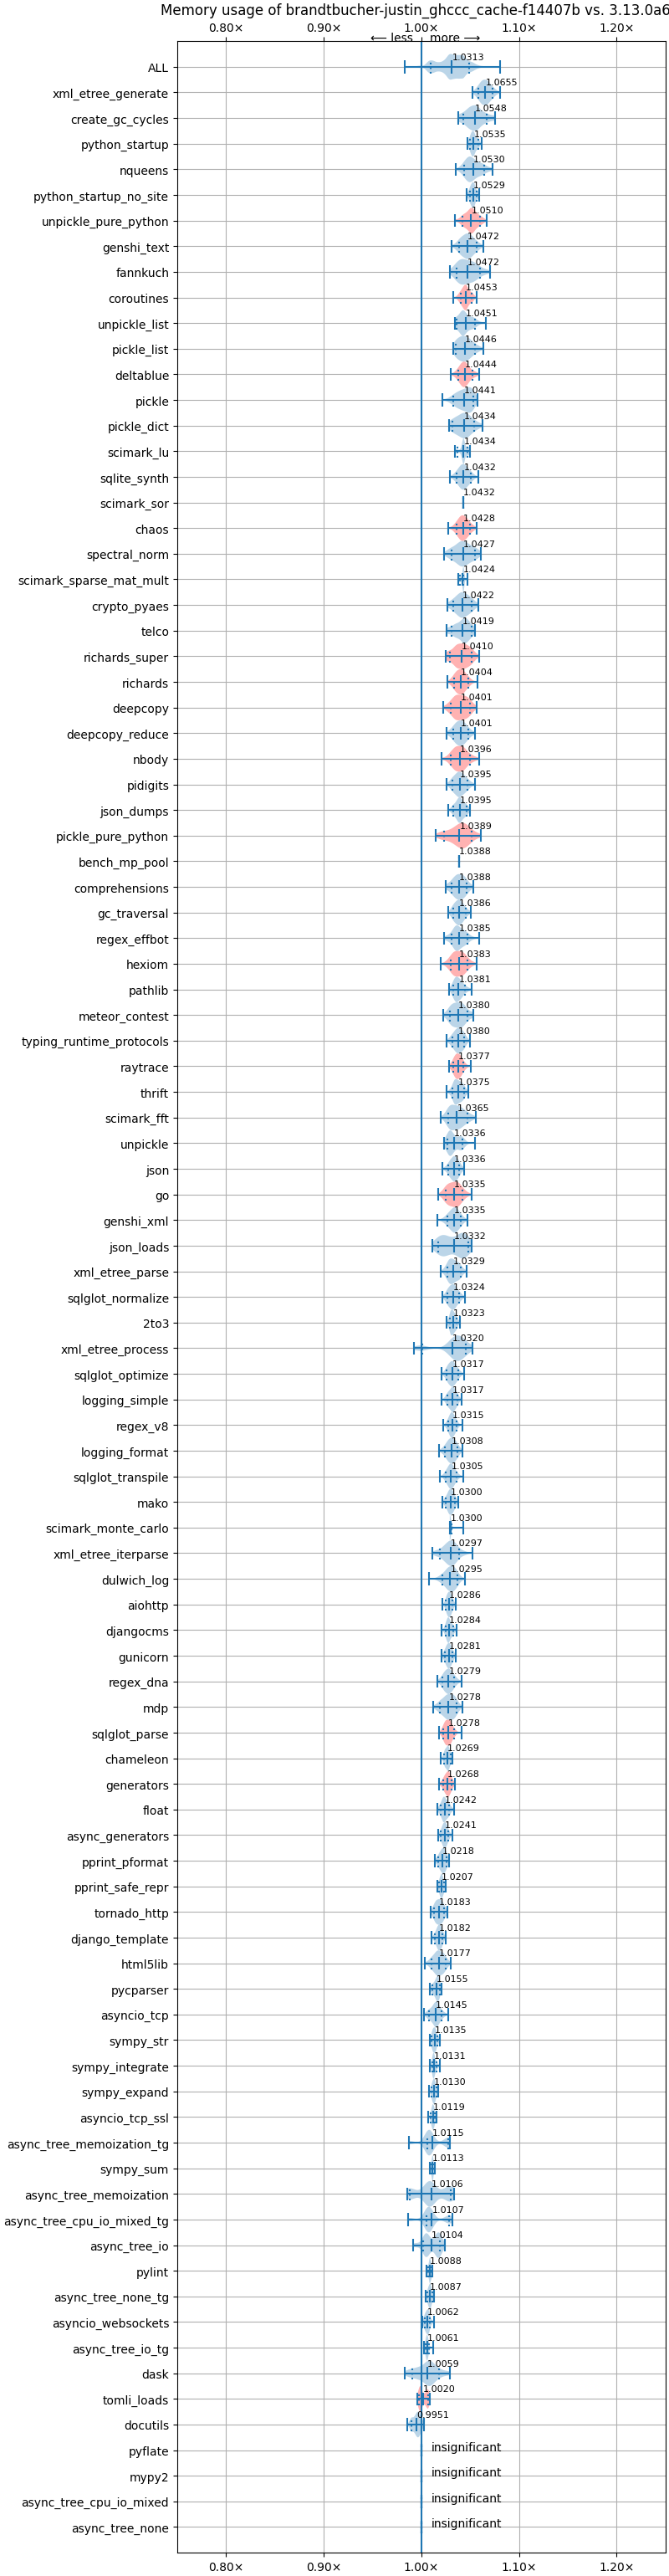 Memory usage of brandtbucher-justin_ghccc_cache-f14407b vs. 3.13.0a6
0.80× 0.90× 1.00× 1.10× 1.20×
⟵ less more ⟶
ALL 1.0313
xml_etree_generate 1.0655
create_gc_cycles 1.0548
python_startup 1.0535
nqueens 1.0530
python_startup_no_site 1.0529
unpickle_pure_python 1.0510
genshi_text 1.0472
fannkuch 1.0472
coroutines 1.0453
unpickle_list 1.0451
pickle_list 1.0446
deltablue 1.0444
pickle 1.0441
pickle_dict 1.0434
scimark_lu 1.0434
sqlite_synth 1.0432
scimark_sor 1.0432
chaos 1.0428
spectral_norm 1.0427
scimark_sparse_mat_mult 1.0424
crypto_pyaes 1.0422
telco 1.0419
richards_super 1.0410
richards 1.0404
deepcopy 1.0401
deepcopy_reduce 1.0401
nbody 1.0396
pidigits 1.0395
json_dumps 1.0395
pickle_pure_python 1.0389
bench_mp_pool 1.0388
comprehensions 1.0388
gc_traversal 1.0386
regex_effbot 1.0385
hexiom 1.0383
pathlib 1.0381
meteor_contest 1.0380
typing_runtime_protocols 1.0380
raytrace 1.0377
thrift 1.0375
scimark_fft 1.0365
unpickle 1.0336
json 1.0336
go 1.0335
genshi_xml 1.0335
json_loads 1.0332
xml_etree_parse 1.0329
sqlglot_normalize 1.0324
2to3 1.0323
xml_etree_process 1.0320
sqlglot_optimize 1.0317
logging_simple 1.0317
regex_v8 1.0315
logging_format 1.0308
sqlglot_transpile 1.0305
mako 1.0300
scimark_monte_carlo 1.0300
xml_etree_iterparse 1.0297
dulwich_log 1.0295
aiohttp 1.0286
djangocms 1.0284
gunicorn 1.0281
regex_dna 1.0279
mdp 1.0278
sqlglot_parse 1.0278
chameleon 1.0269
generators 1.0268
float 1.0242
async_generators 1.0241
pprint_pformat 1.0218
pprint_safe_repr 1.0207
tornado_http 1.0183
django_template 1.0182
html5lib 1.0177
pycparser 1.0155
asyncio_tcp 1.0145
sympy_str 1.0135
sympy_integrate 1.0131
sympy_expand 1.0130
asyncio_tcp_ssl 1.0119
async_tree_memoization_tg 1.0115
sympy_sum 1.0113
async_tree_memoization 1.0106
async_tree_cpu_io_mixed_tg 1.0107
async_tree_io 1.0104
pylint 1.0088
async_tree_none_tg 1.0087
asyncio_websockets 1.0062
async_tree_io_tg 1.0061
dask 1.0059
tomli_loads 1.0020
docutils 0.9951
pyflate insignificant
mypy2 insignificant
async_tree_cpu_io_mixed insignificant
async_tree_none insignificant
0.80× 0.90× 1.00× 1.10× 1.20×